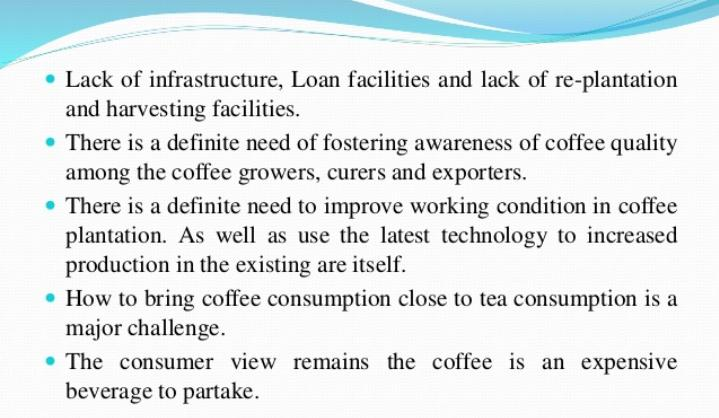 • Lack of infrastructure, Loan facilities and lack of re-plantation
and harvesting facilities.
• There is a definite need of fostering awareness of coffee quality
among the coffee growers, curers and exporters.
• There is a definite need to improve working condition in coffee
plantation. As well as use the latest technology to increased
production in the existing are itself.
• How to bring coffee consumption close to tea consumption is a
major challenge.
• The consumer view remains the coffee is an expensive
beverage to partake.